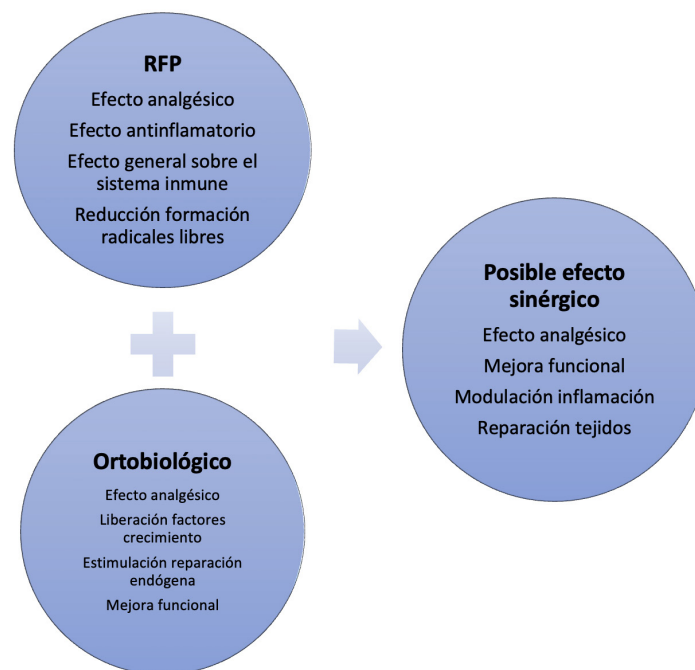 RFP
Efecto analgésico
Efecto antinflamatorio
Efecto general sobre el
sistema inmune
Reducción formación
radicales libres
Ortobiológico
Efecto analgésico
Liberación factores
crecimiento
Estimulación reparación
endógena
Mejora funcional
Posible efecto
sinérgico
Efecto analgésico
Mejora funcional
Modulación inflamación
Reparación tejidos